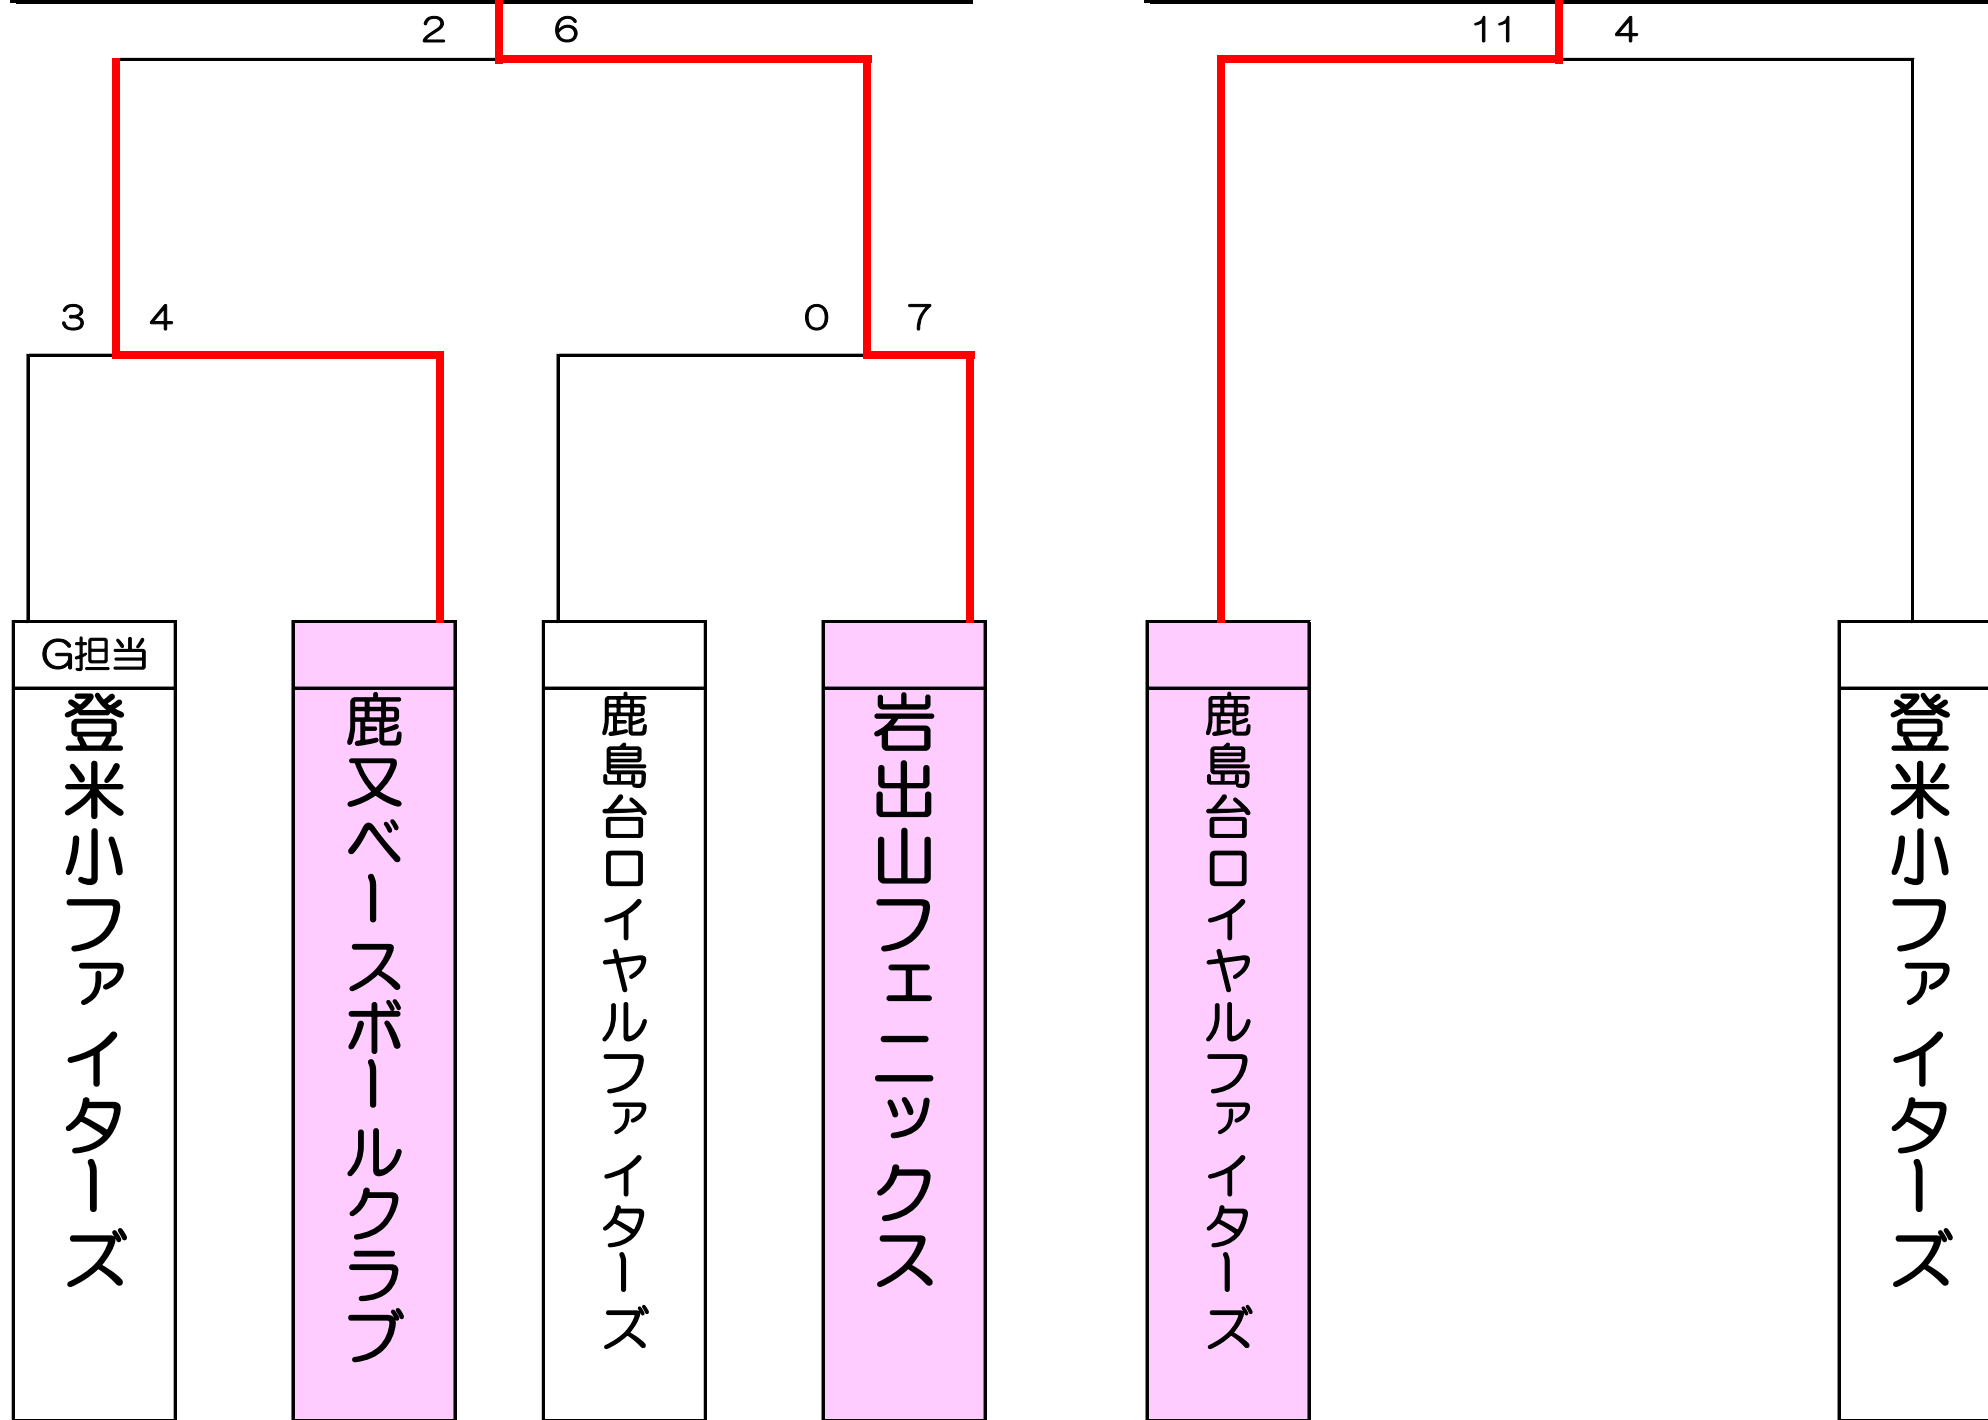 2 6 11 4
3 4 0 7
G担当
登米小ファイターズ
鹿又ベースボールクラブ
鹿島台ロイヤルファイターズ
岩出山フェニックス
鹿島台ロイヤルファイターズ
登米小ファイターズ